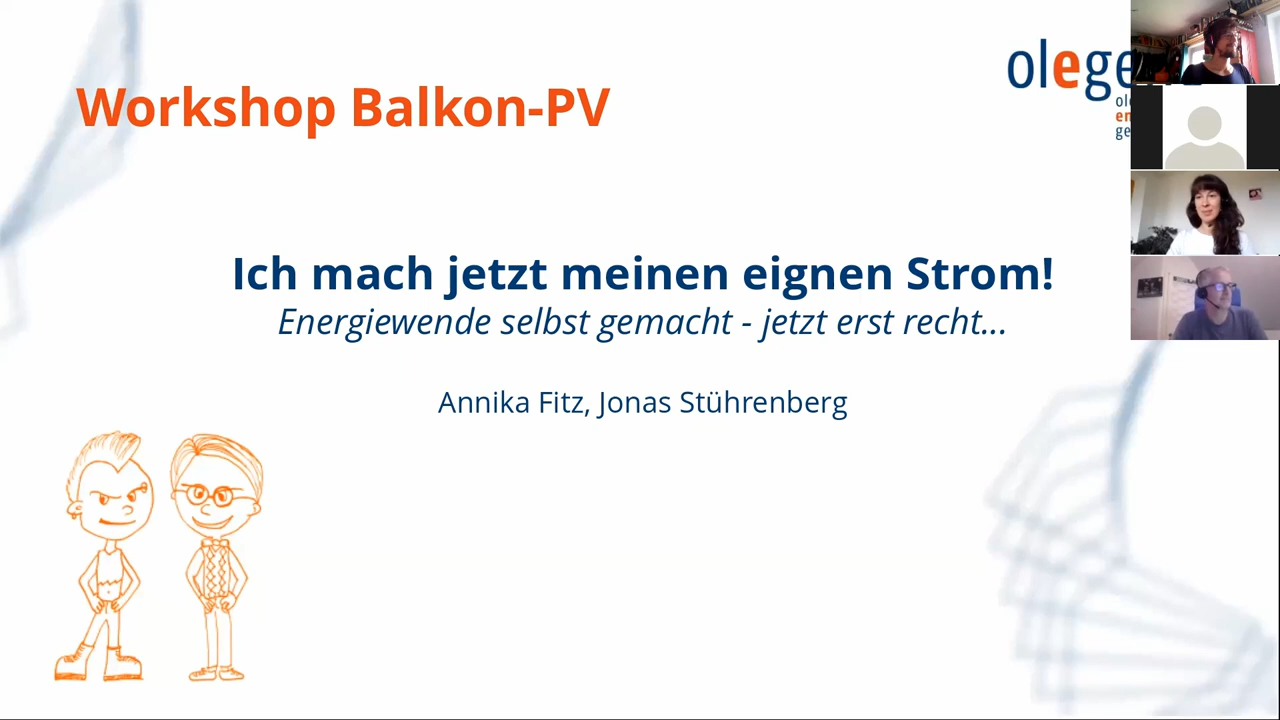 Workshop Balkon-PV
Ich mach jetzt meinen eignen Strom!
Energiewende selbst gemacht - jetzt erst recht...
Annika Fitz, Jonas Stührenberg